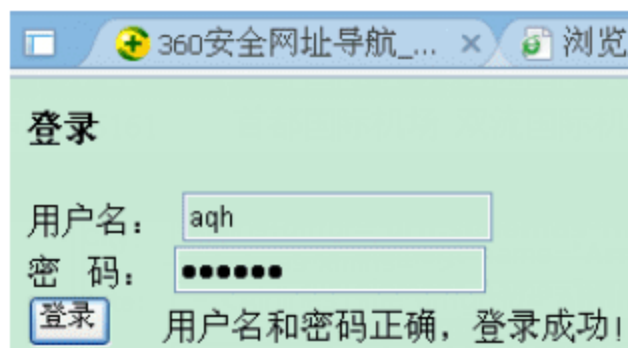 360安全网址导航_... × 浏览
登录
用户名： aqh
密 码： ●●●●●●
登录 用户名和密码正确，登录成功!